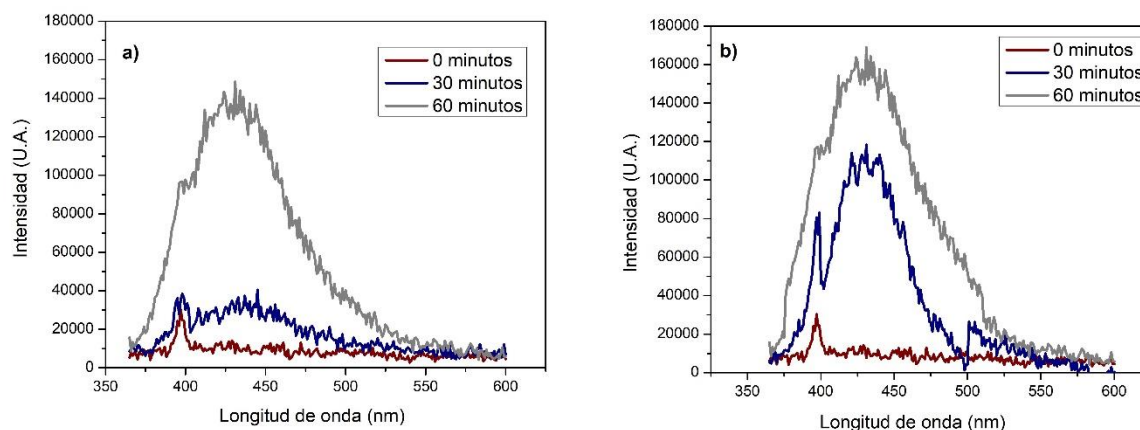 a)
0 minutos
30 minutos
60 minutos
160000
140000
120000
100000
80000
60000
40000
20000
0
350
400
450
500
550
600
Intensidad (U.A.)
Longitud de onda (nm)
b)
0 minutos
30 minutos
60 minutos
180000
160000
140000
120000
100000
80000
60000
40000
20000
0
350
400
450
500
550
600
Intensidad (U.A.)
Longitud de onda (nm)